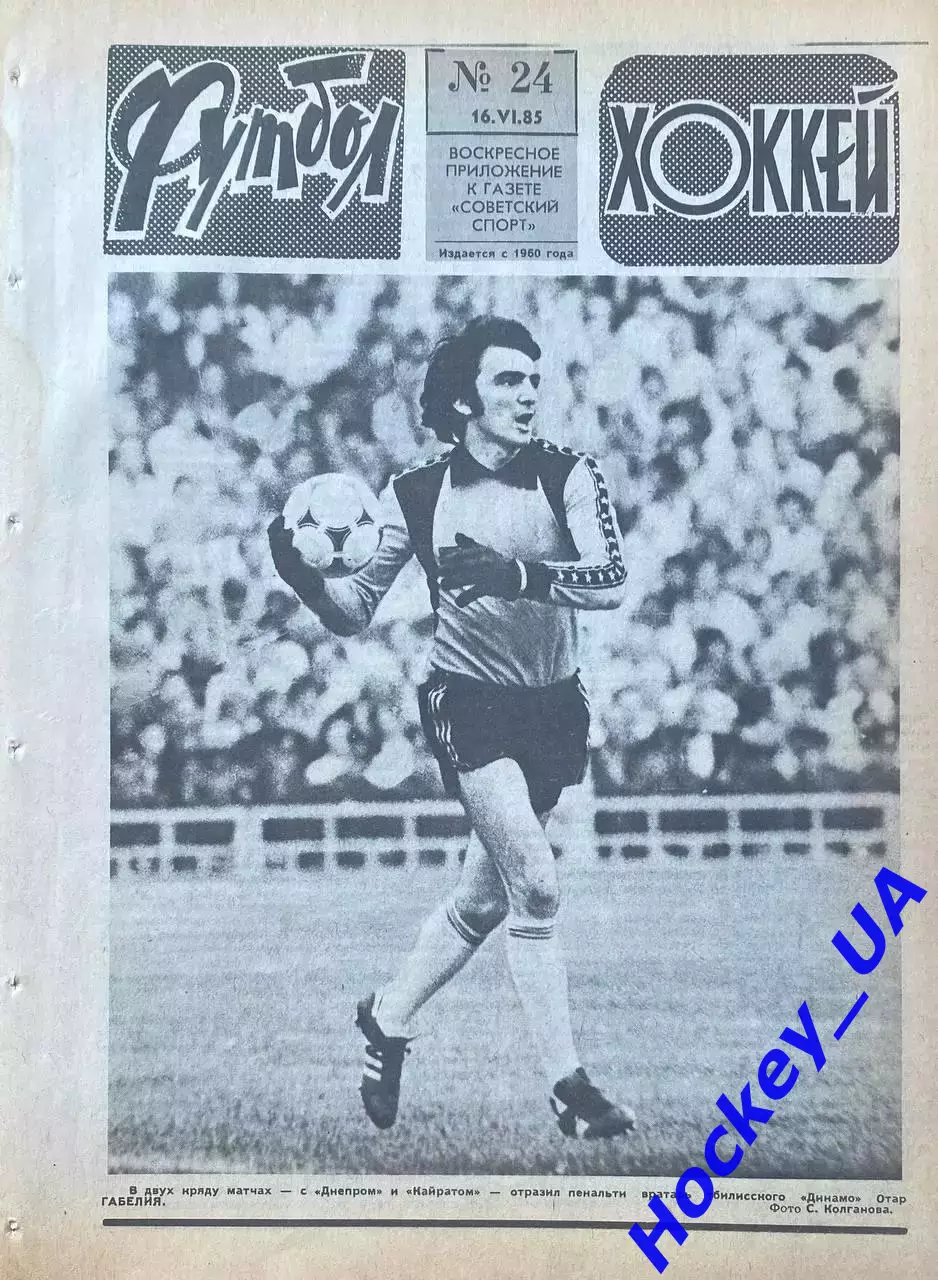 Футбол
№ 24
16.VI.85
ВОСКРЕСНОЕ
ПРИЛОЖЕНИЕ
К ГАЗЕТЕ
«СОВЕТСКИЙ
СПОРТ»
Издается с 1960 года
ХОККЕЙ
В двух кряду матчах — с «Днепром» и «Кайратом» — отразил пенальти врата билисского «Динамо» Отар
ГАБЕЛИЯ.
Фото С. Колганова.
Hockey_UA